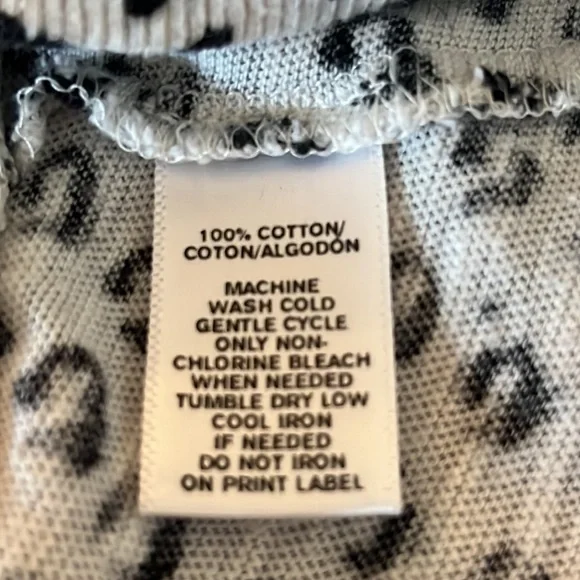 100% COTTON/
COTON/ALGODÓN
MACHINE
WASH COLD
GENTLE CYCLE
ONLY NON-
CHLORINE BLEACH
WHEN NEEDED
TUMBLE DRY LOW
COOL IRON
IF NEEDED
DO NOT IRON
ON PRINT LABEL